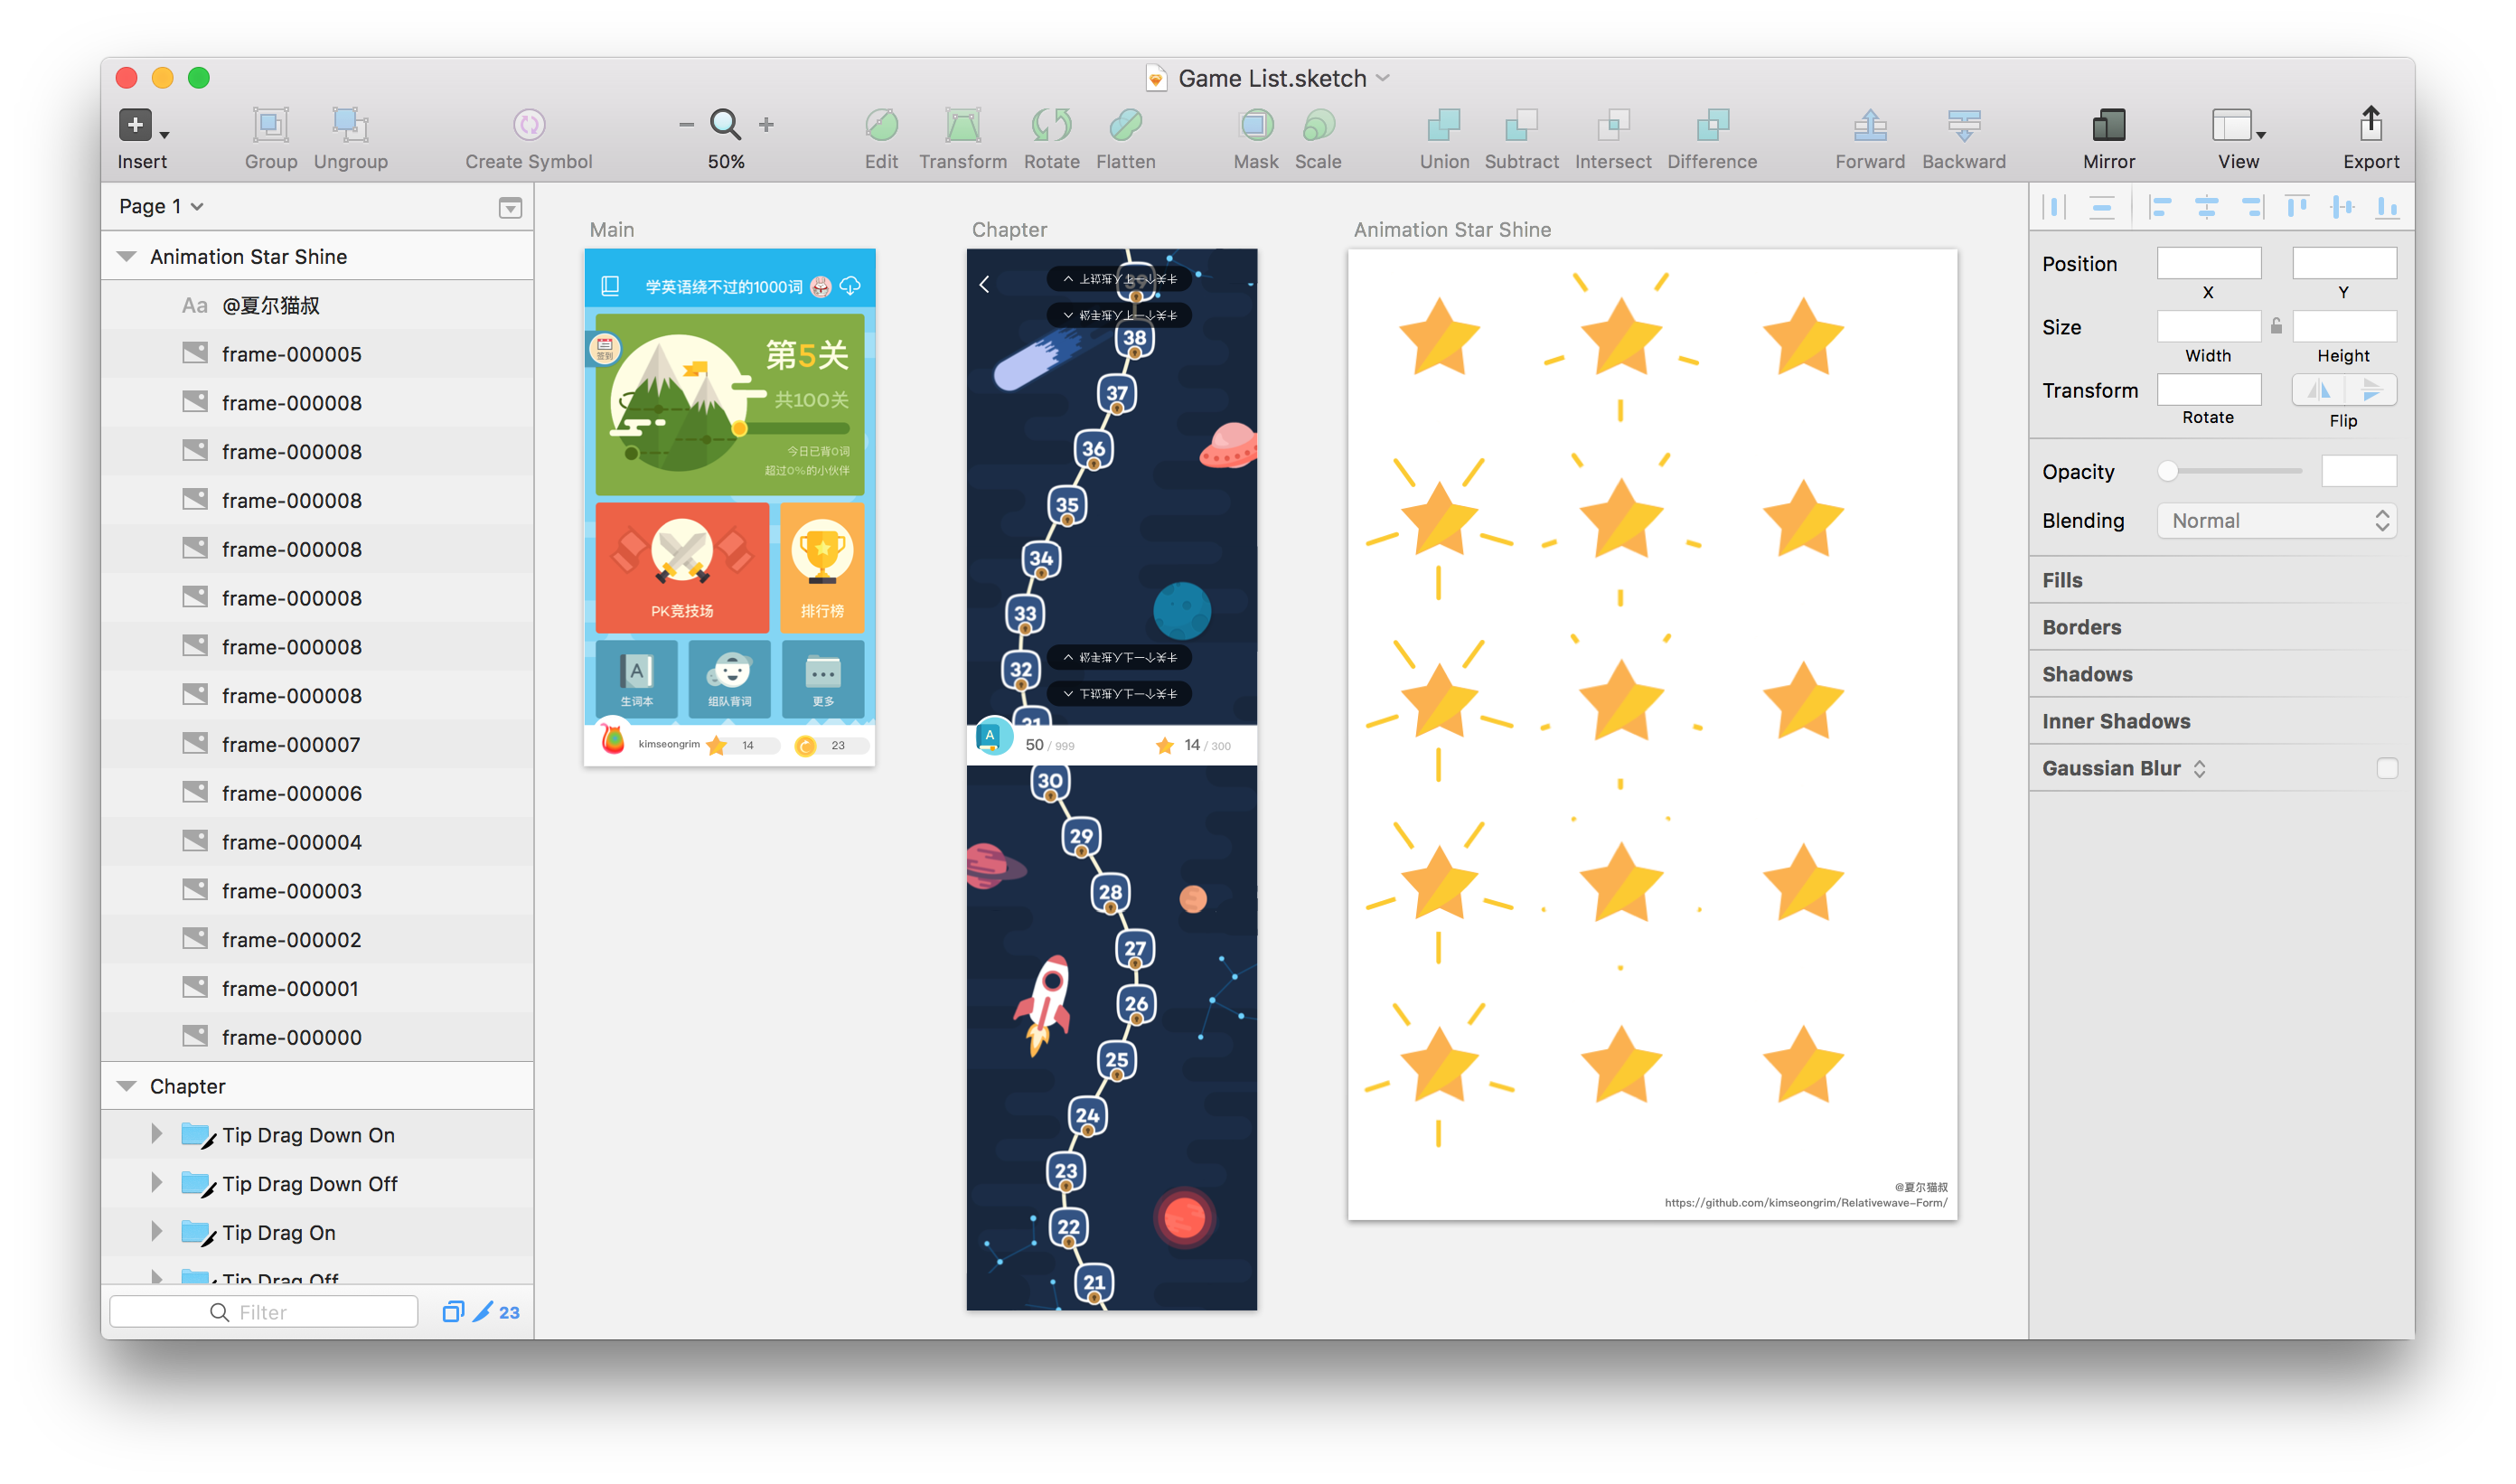 Game List.sketch
Insert
Group
Ungroup
Create Symbol
50%
Edit
Transform
Rotate
Flatten
Mask
Scale
Union
Subtract
Intersect
Difference
Forward
Backward
Mirror
View
Export
Page 1
Animation Star Shine
Aa @夏尔猫叔
frame-000005
frame-000008
frame-000008
frame-000008
frame-000008
frame-000008
frame-000008
frame-000008
frame-000007
frame-000006
frame-000004
frame-000003
frame-000002
frame-000001
frame-000000
Chapter
Tip Drag Down On
Tip Drag Down Off
Tip Drag On
Tip Drag Off
Filter
23
Main
学英语绕不过的1000词
签到
第5关
共100关
今日已背0词
超过0%的小伙伴
PK竞技场
排行榜
A
生词本
组队背词
更多
kimseongrim
14
23
Chapter
39
38
37
36
35
34
33
32
31
A
50 / 999
14 / 300
30
29
28
27
26
25
24
23
22
21
Animation Star Shine
@夏尔猫叔
https://github.com/kimseongrim/Relativewave-Form/
Position
X
Y
Size
Width
Height
Transform
Rotate
Flip
Opacity
Blending
Normal
Fills
Borders
Shadows
Inner Shadows
Gaussian Blur